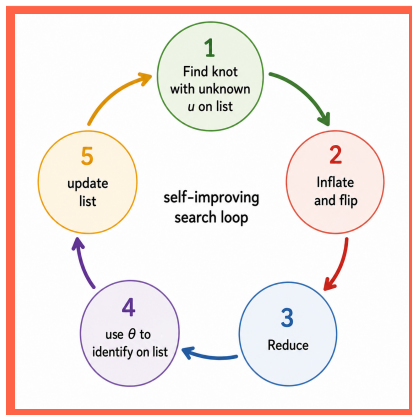 1
Find knot
with unknown
u on list
2
Inflate
and flip
3
Reduce
4
use θ to
identify on list
5
update
list
self-improving
search loop